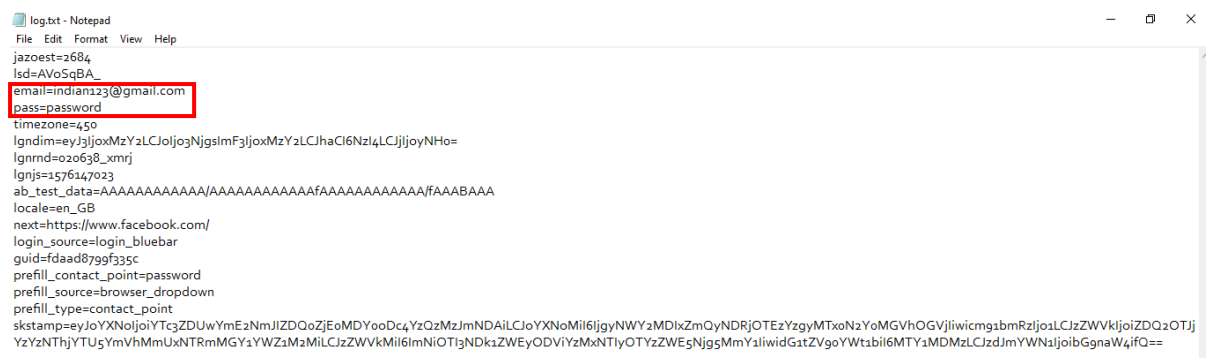 log.txt - Notepad
File Edit Format View Help
jazoest=2684
lsd=AVoSqBA_
email=indian123@gmail.com
pass=password
timezone=450
lgndim=eyJ3IjoxMzY2LCJoIjo3NjgsImF3IjoxMzY2LCJhaCI6NzI4LCJjIjoyNH0=
lgnrnd=020638_xmrj
lgnjs=1576147023
ab_test_data=AAAAAAAAAAAA/AAAAAAAAAAAAfAAAAAAAAAAAA/fAAABAAA
locale=en_GB
next=https://www.facebook.com/
login_source=login_bluebar
guid=fdaad8799f335c
prefill_contact_point=password
prefill_source=browser_dropdown
prefill_type=contact_point
skstamp=eyJoYXNoIjoiYTc3ZDUwYmE2NmJIZDQ0ZjE0MDY0ODc4YzQzMzJmNDAiLCJoYXNoMiI6IjgyNWY2MDIxZmQyNDRjOTEzYzgyMTx0N2Y0MGVhOGVjIiwicm91bmRzIjo1LCJzZWVkIjoiZDQ2OTJj
YzYzNThjYTU5YmVhMmUxNTRmMGY1YWZ1M2MiLCJzZWVkMiI6ImNiOTI3NDk1ZWEyODViYzMxNTIyOTYzZWE5Njg5MmY1IiwidG1tZV90YWtlbiI6MTY1MDMzLCJzdJmYWN1IjoibG9naW4ifQ==